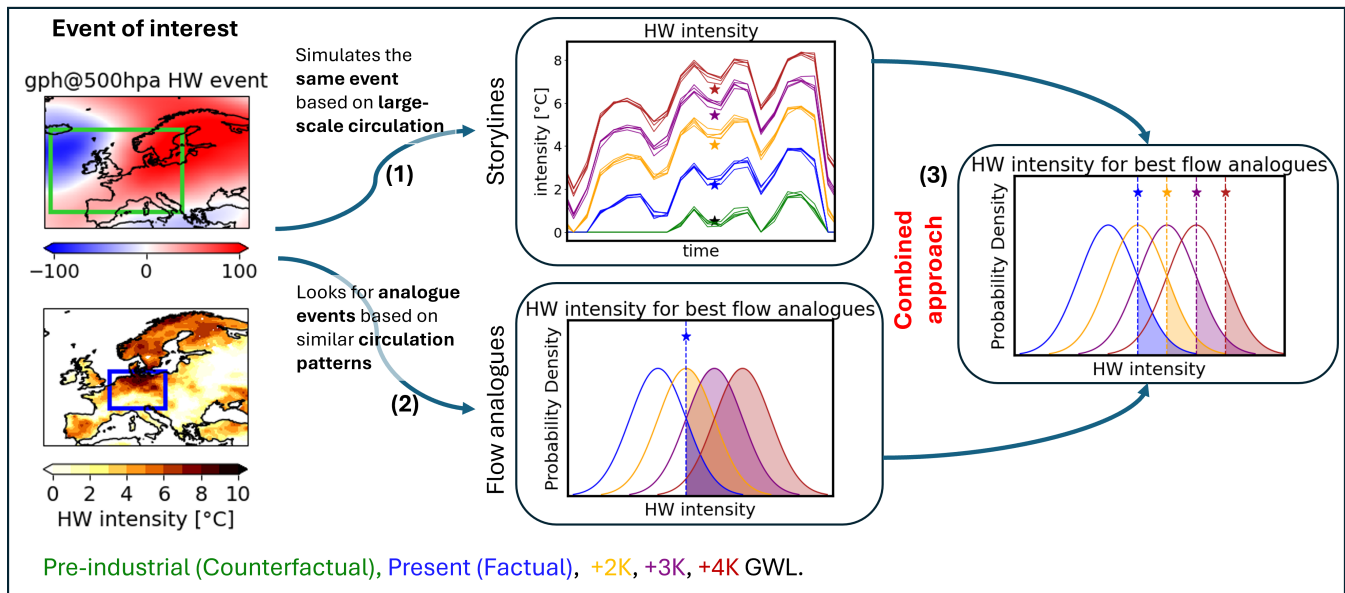 Event of interest
gph@500hpa HW event
−100 0 100
0 2 4 6 8 10
HW intensity [°C]
Simulates the
same event
based on large-
scale circulation
(1)
Looks for analogue
events based on
similar circulation
patterns
(2)
Storylines
HW intensity
intensity [°C]
8
6
4
2
0
time
Flow analogues
HW intensity for best flow analogues
Probability Density
HW intensity
(3)
Combined
approach
HW intensity for best flow analogues
Probability Density
HW intensity
Pre-industrial (Counterfactual), Present (Factual), +2K, +3K, +4K GWL.